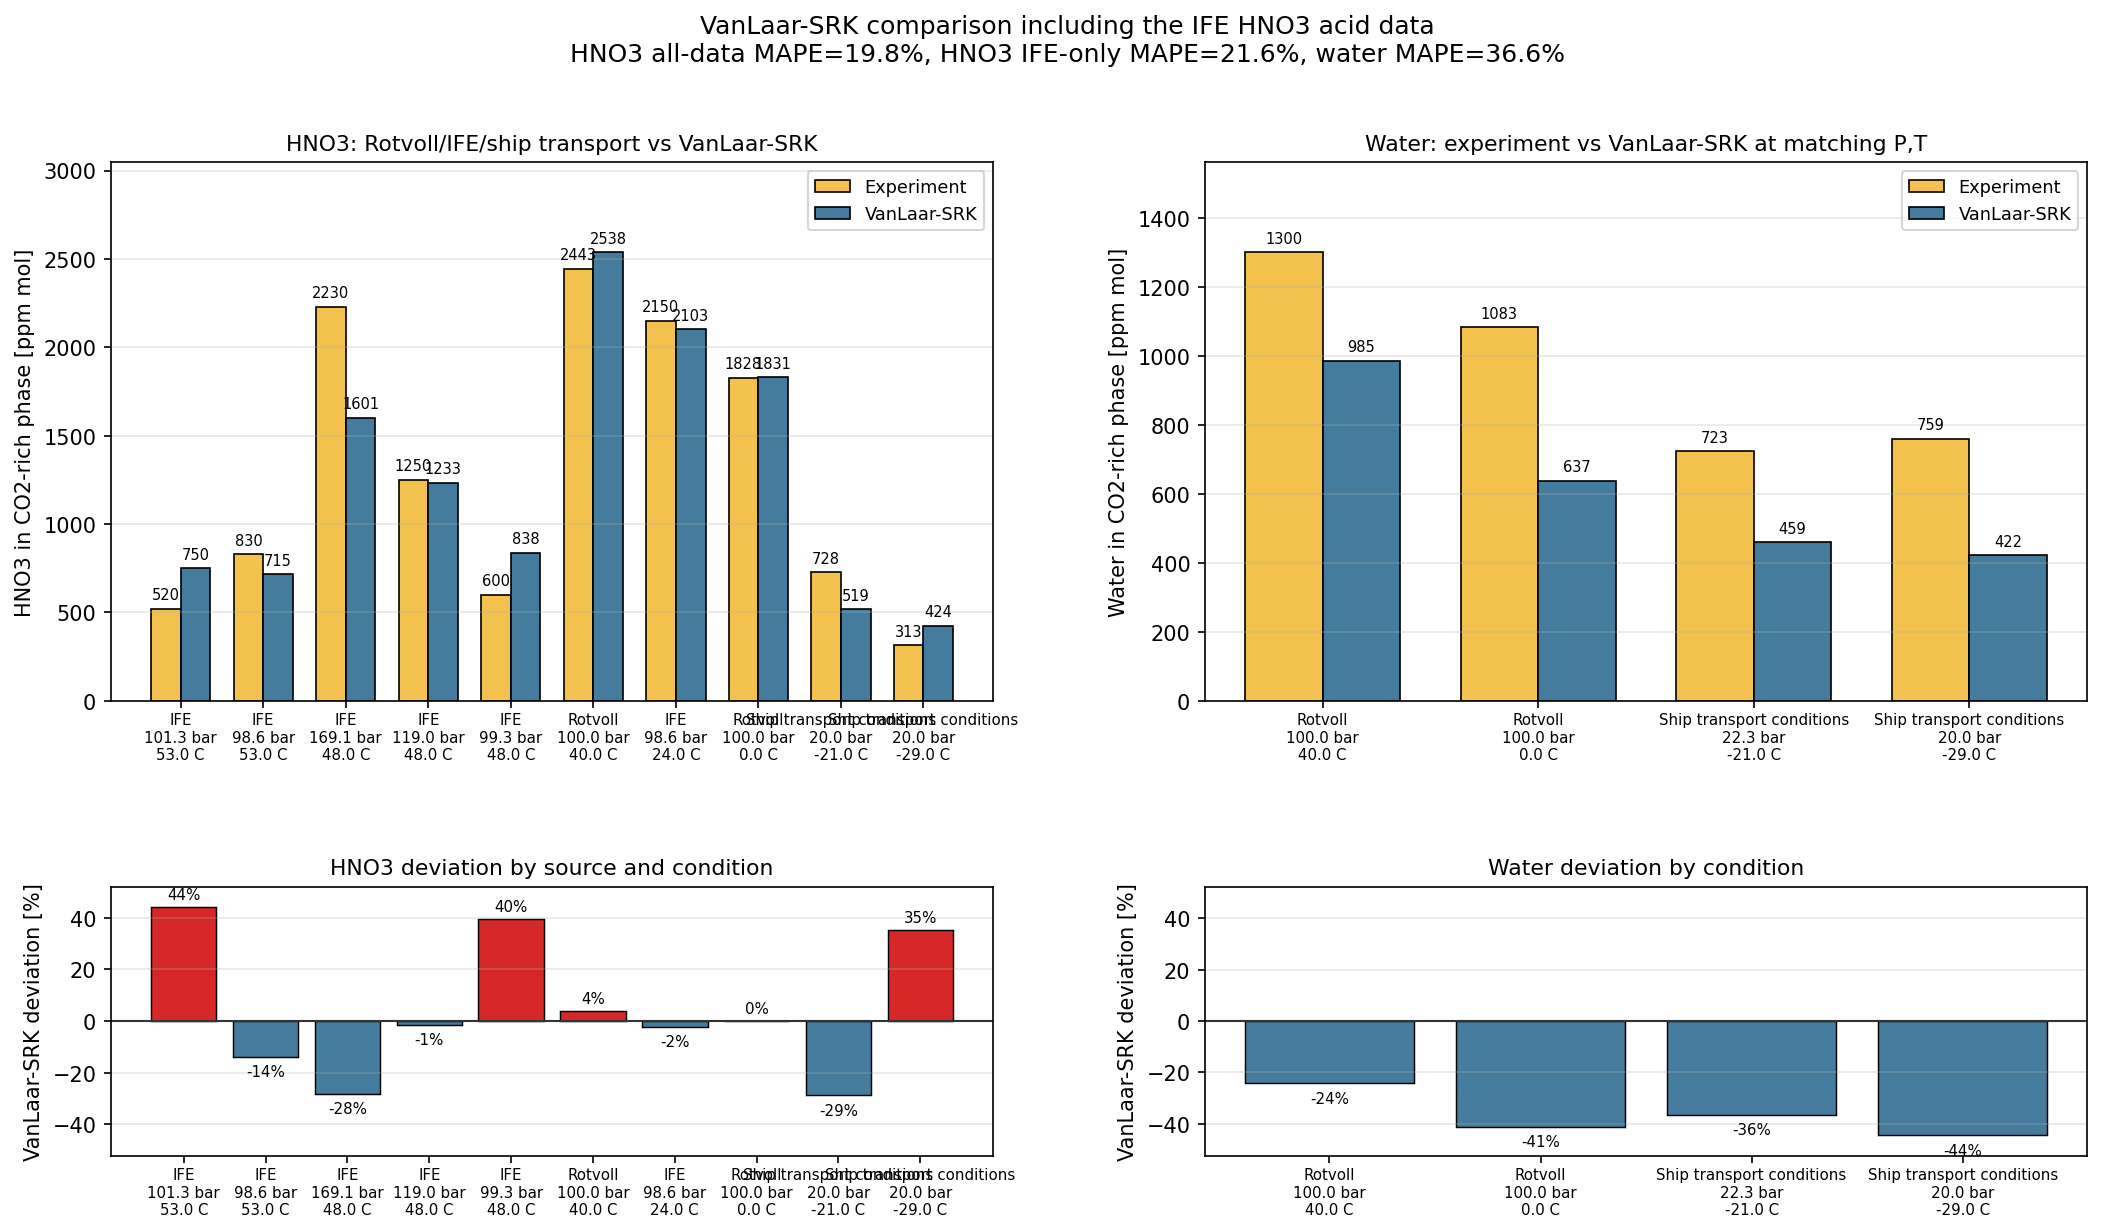 VanLaar-SRK comparison including the IFE HNO3 acid data
HNO3 all-data MAPE=19.8%, HNO3 IFE-only MAPE=21.6%, water MAPE=36.6%
HNO3: Rotvoll/IFE/ship transport vs VanLaar-SRK
HNO3 in CO2-rich phase [ppm mol]
3000
2500
2000
1500
1000
500
0
Experiment
VanLaar-SRK
520 750 830 715 2230 1601 1250 1233 600 838 2443 2538 2150 2103 1828 1831 728 519 313 424
IFE IFE IFE IFE IFE Rotvoll IFE Rotvoll Ship transport conditions Ship transport conditions
101.3 bar 98.6 bar 169.1 bar 119.0 bar 99.3 bar 100.0 bar 98.6 bar 100.0 bar 20.0 bar 20.0 bar
53.0 C 53.0 C 48.0 C 48.0 C 48.0 C 40.0 C 24.0 C 0.0 C -21.0 C -29.0 C
Water: experiment vs VanLaar-SRK at matching P,T
Water in CO2-rich phase [ppm mol]
1400
1200
1000
800
600
400
200
0
Experiment
VanLaar-SRK
1300 985 1083 637 723 459 759 422
Rotvoll Rotvoll Ship transport conditions Ship transport conditions
100.0 bar 100.0 bar 22.3 bar 20.0 bar
40.0 C 0.0 C -21.0 C -29.0 C
HNO3 deviation by source and condition
VanLaar-SRK deviation [%]
40
20
0
−20
−40
44% -14% -28% -1% 40% 4% -2% 0% -29% 35%
IFE IFE IFE IFE IFE Rotvoll IFE Rotvoll Ship transport conditions Ship transport conditions
101.3 bar 98.6 bar 169.1 bar 119.0 bar 99.3 bar 100.0 bar 98.6 bar 100.0 bar 20.0 bar 20.0 bar
53.0 C 53.0 C 48.0 C 48.0 C 48.0 C 40.0 C 24.0 C 0.0 C -21.0 C -29.0 C
Water deviation by condition
VanLaar-SRK deviation [%]
40
20
0
−20
−40
-24% -41% -36% -44%
Rotvoll Rotvoll Ship transport conditions Ship transport conditions
100.0 bar 100.0 bar 22.3 bar 20.0 bar
40.0 C 0.0 C -21.0 C -29.0 C